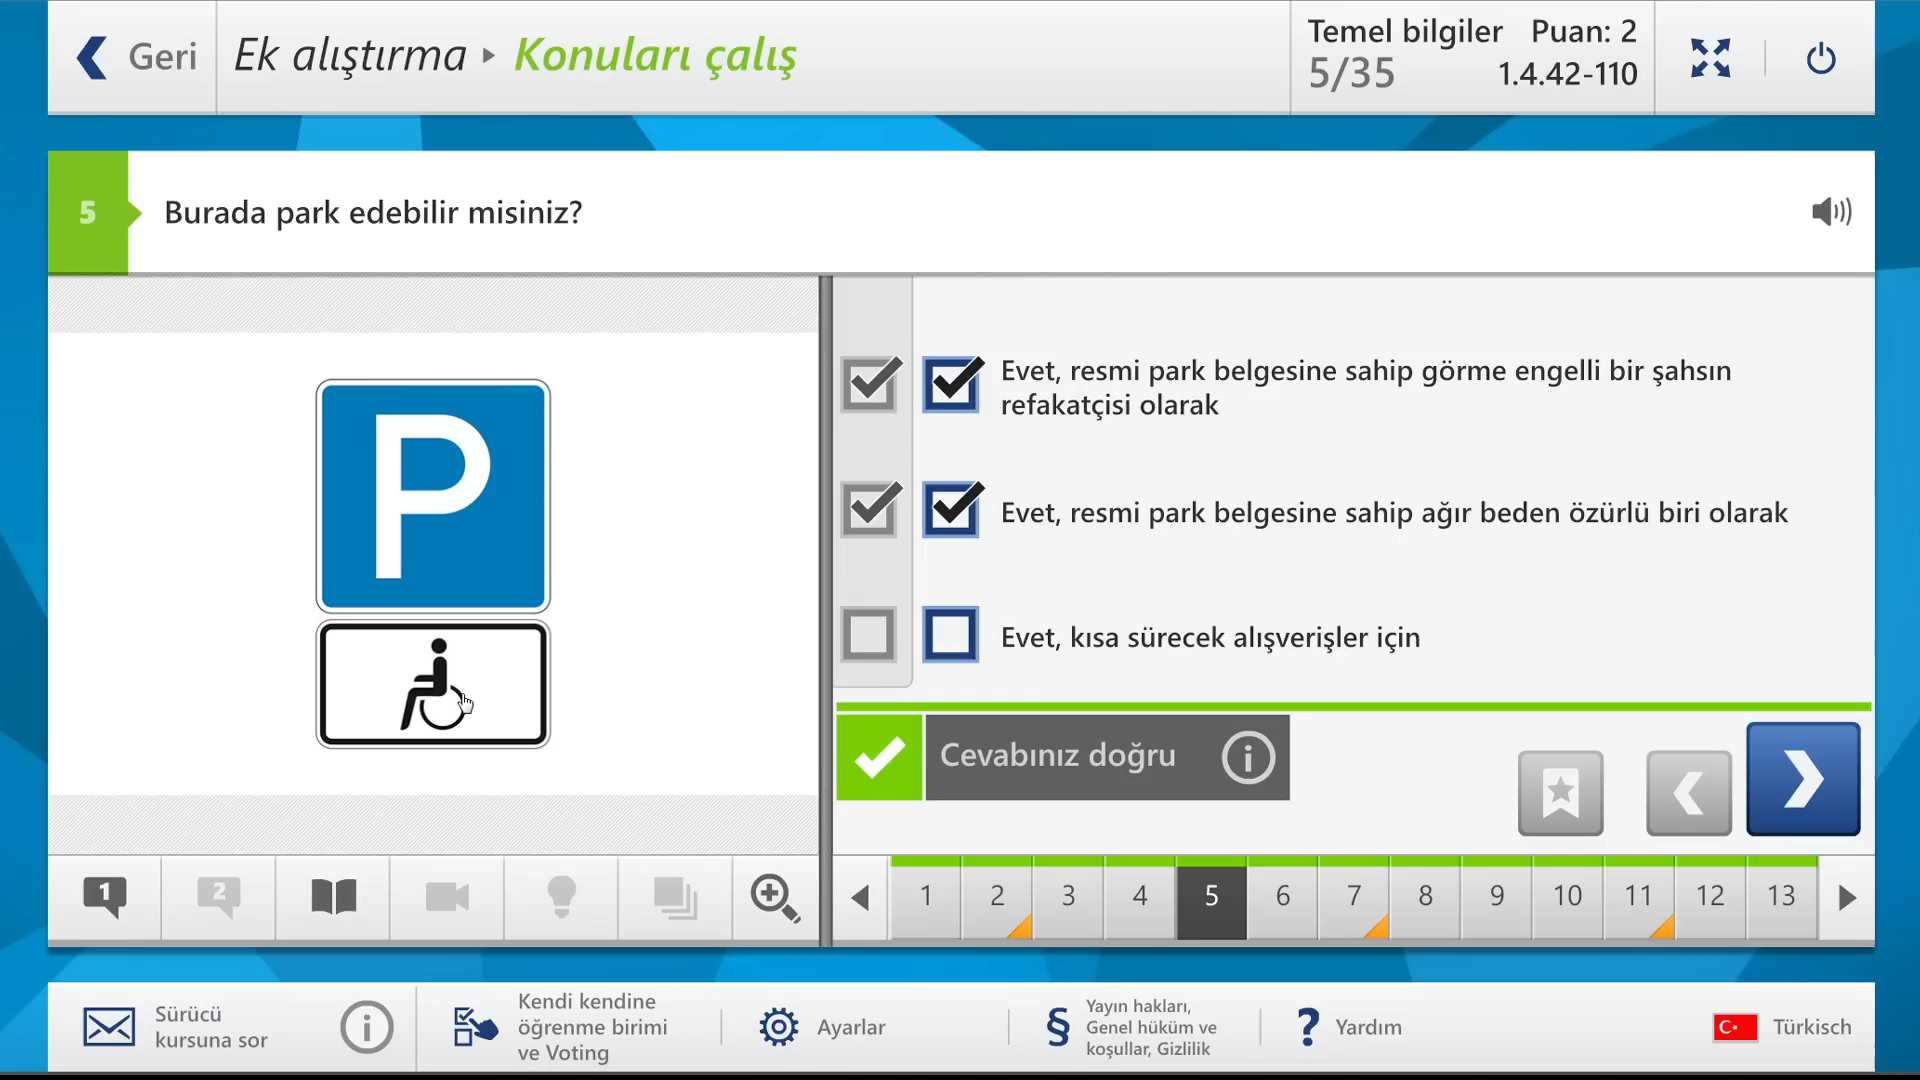 Geri
Ek alıştırma ▸ Konuları çalış
Temel bilgiler Puan: 2
5/35 1.4.42-110
5 Burada park edebilir misiniz?
P
Evet, resmi park belgesine sahip görme engelli bir şahsın
refakatçisi olarak
Evet, resmi park belgesine sahip ağır beden özürlü biri olarak
Evet, kısa sürecek alışverişler için
Cevabınız doğru
1 2
1 2 3 4 5 6 7 8 9 10 11 12 13
Sürücü
kursuna sor
Kendi kendine
öğrenme birimi
ve Voting
Ayarlar
§ Yayın hakları,
Genel hüküm ve
koşullar, Gizlilik
? Yardım
Türkisch